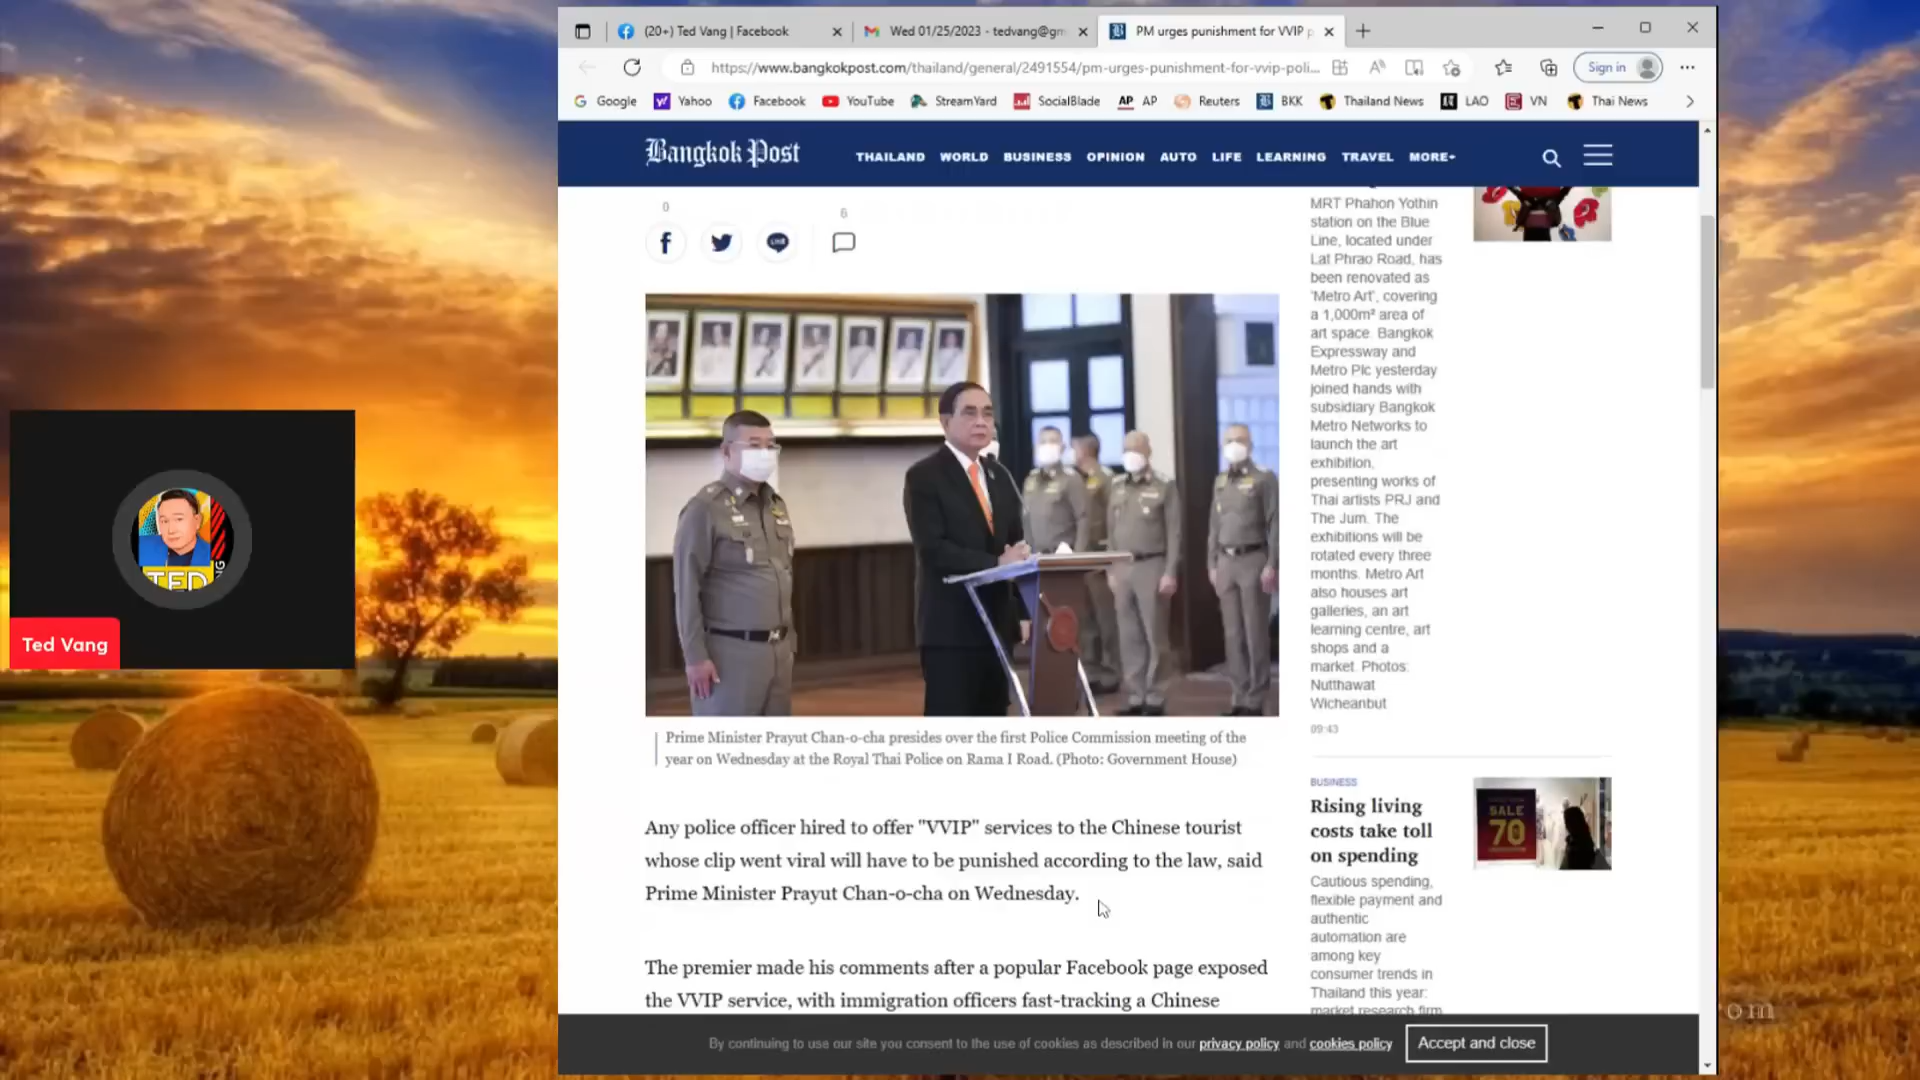 (20+) Ted Vang | Facebook
Wed 01/25/2023 - tedvang@gm
PM urges punishment for VVIP p
https://www.bangkokpost.com/thailand/general/2491554/pm-urges-punishment-for-vvip-poli...
Sign in
Google Yahoo Facebook YouTube StreamYard SocialBlade AP AP Reuters BKK Thailand News LAO VN Thai News
Bangkok Post
THAILAND WORLD BUSINESS OPINION AUTO LIFE LEARNING TRAVEL MORE+
0
6
Prime Minister Prayut Chan-o-cha presides over the first Police Commission meeting of the
year on Wednesday at the Royal Thai Police on Rama I Road. (Photo: Government House)
Any police officer hired to offer "VVIP" services to the Chinese tourist
whose clip went viral will have to be punished according to the law, said
Prime Minister Prayut Chan-o-cha on Wednesday.
The premier made his comments after a popular Facebook page exposed
the VVIP service, with immigration officers fast-tracking a Chinese
MRT Phahon Yothin
station on the Blue
Line, located under
Lat Phrao Road, has
been renovated as
'Metro Art', covering
a 1,000m² area of
art space. Bangkok
Expressway and
Metro Plc yesterday
joined hands with
subsidiary Bangkok
Metro Networks to
launch the art
exhibition,
presenting works of
Thai artists PRJ and
The Jum. The
exhibitions will be
rotated every three
months. Metro Art
also houses art
galleries, an art
learning centre, art
shops and a
market. Photos:
Nutthawat
Wicheanbut
09:43
BUSINESS
Rising living
costs take toll
on spending
SALE
70
Cautious spending,
flexible payment and
authentic
automation are
among key
consumer trends in
Thailand this year:
market research firm
By continuing to use our site you consent to the use of cookies as described in our privacy policy and cookies policy
Accept and close
TED
Ted Vang
om